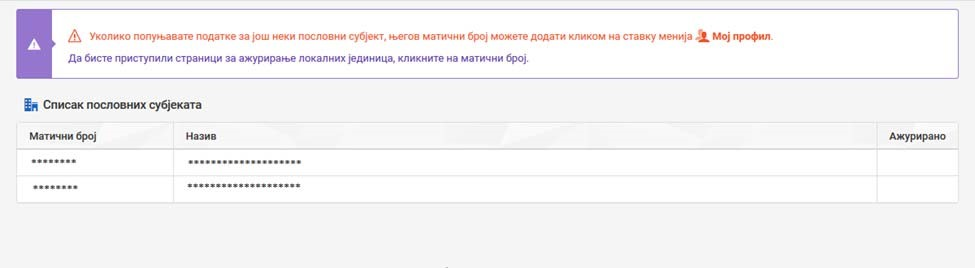 Уколико попуњавате податке за још неки пословни субјект, његов матични број можете додати кликом на ставку менија Мој профил.
Да бисте приступили страници за ажурирање локалних јединица, кликните на матични број.
Списак пословних субјеката
Матични број Назив Ажурирано
******** ********************
******** ********************